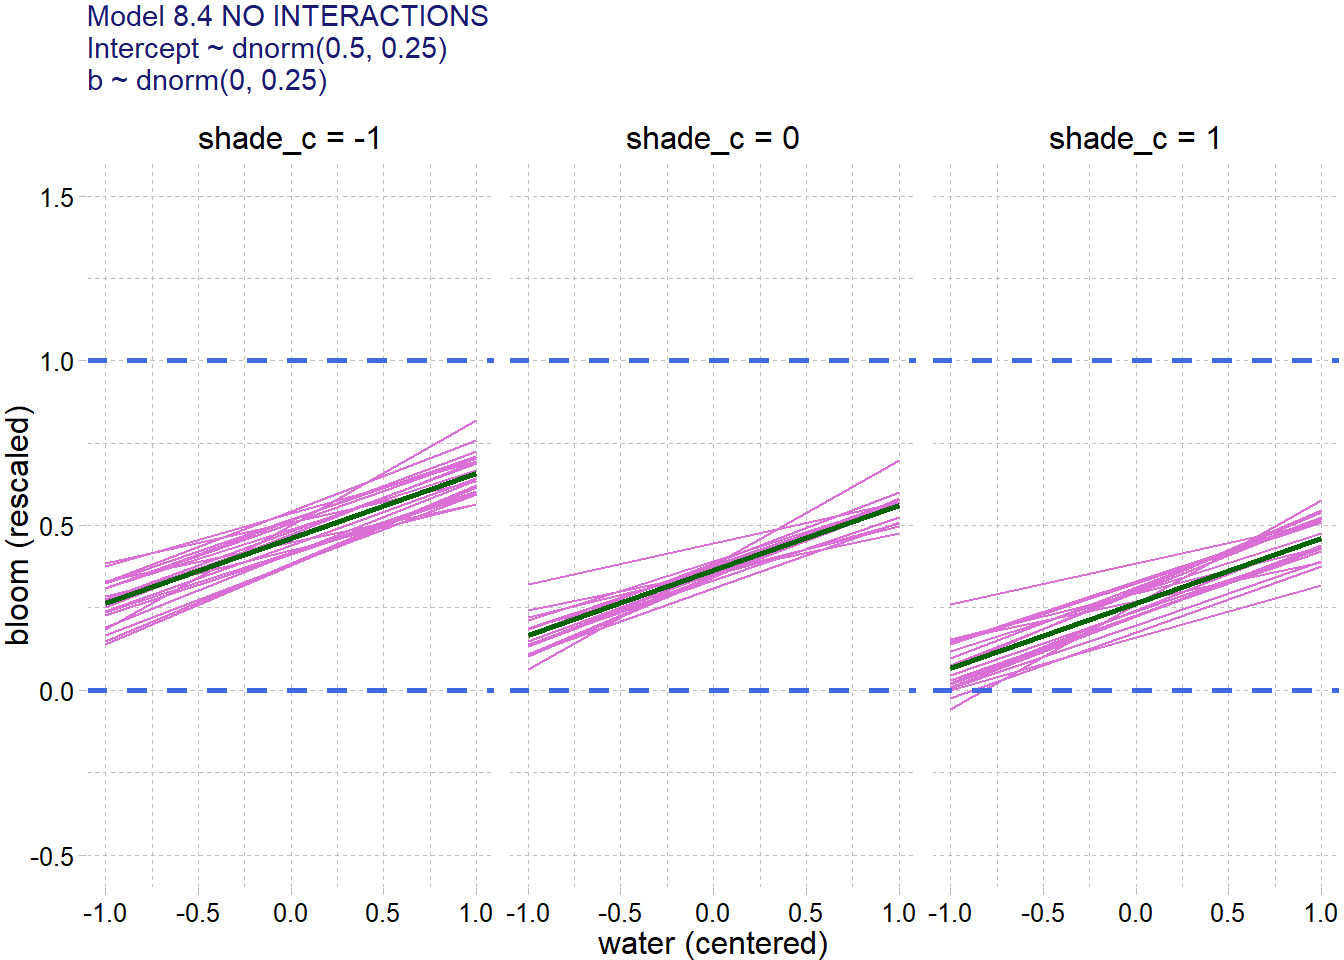 Model 8.4 NO INTERACTIONS
Intercept ~ dnorm(0.5, 0.25)
b ~ dnorm(0, 0.25)
shade_c = -1 shade_c = 0 shade_c = 1
1.5
1.0
0.5
0.0
-0.5
bloom (rescaled)
-1.0 -0.5 0.0 0.5 1.0 -1.0 -0.5 0.0 0.5 1.0 -1.0 -0.5 0.0 0.5 1.0
water (centered)